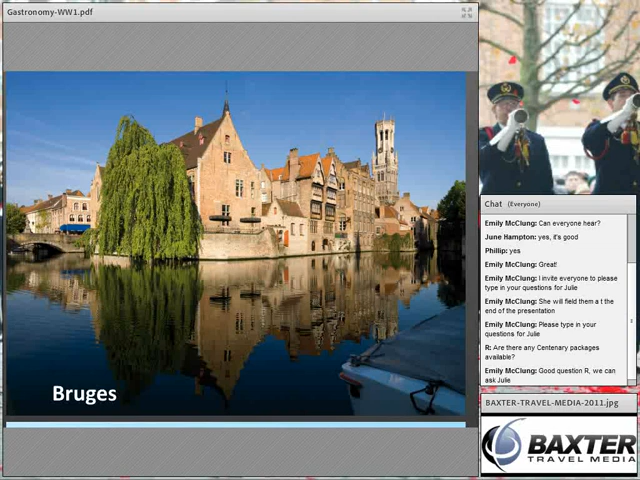 Gastronomy-WW1.pdf
Bruges
Chat (Everyone)
Emily McClung: Can everyone hear?
June Hampton: yes, it's good
Phillip: yes
Emily McClung: Great!
Emily McClung: I invite everyone to please
type in your questions for Julie
Emily McClung: She will field them a t the
end of the presentation
Emily McClung: Please type in your
questions for Julie
R: Are there any Centenary packages
available?
Emily McClung: Good question R, we can
ask Julie
BAXTER-TRAVEL-MEDIA-2011.jpg
BAXTER
TRAVEL MEDIA